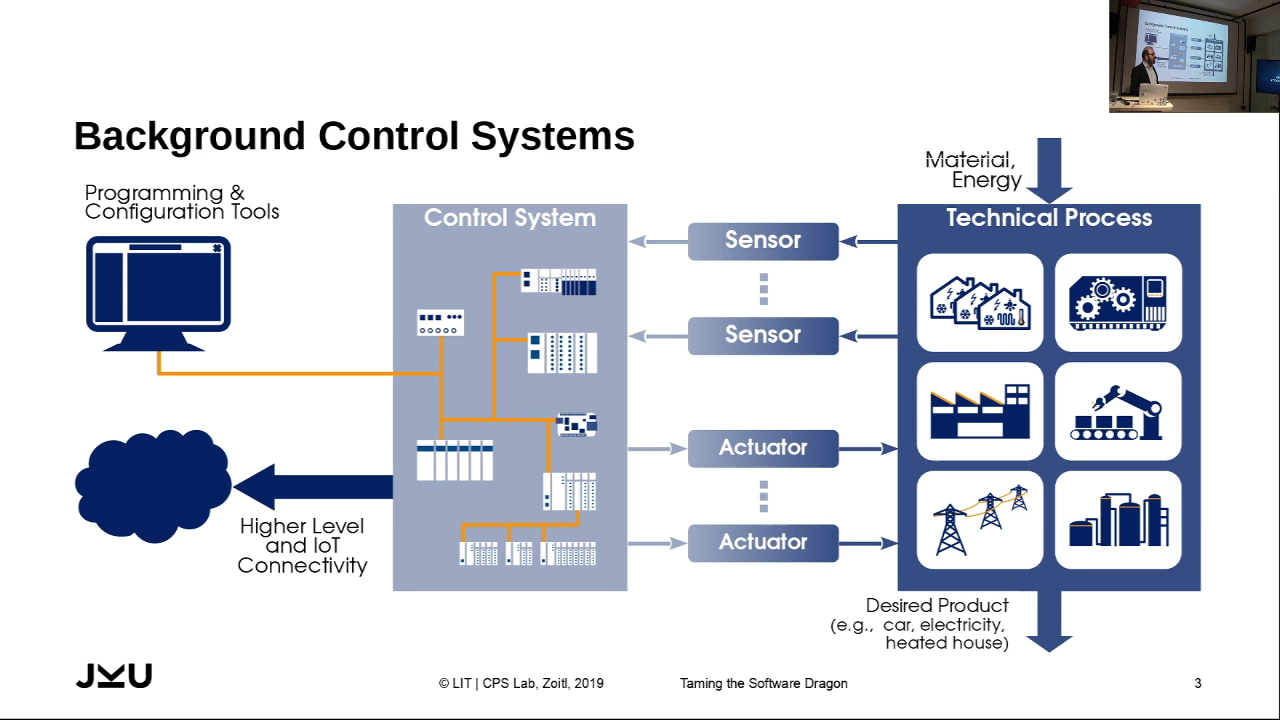 Background Control Systems
Programming &
Configuration Tools
Control System
Sensor
Sensor
Actuator
Actuator
Material,
Energy
Technical Process
Higher Level
and IoT
Connectivity
Desired Product
(e.g., car, electricity,
heated house)
JKU
© LIT | CPS Lab, Zoitl, 2019
Taming the Software Dragon
3